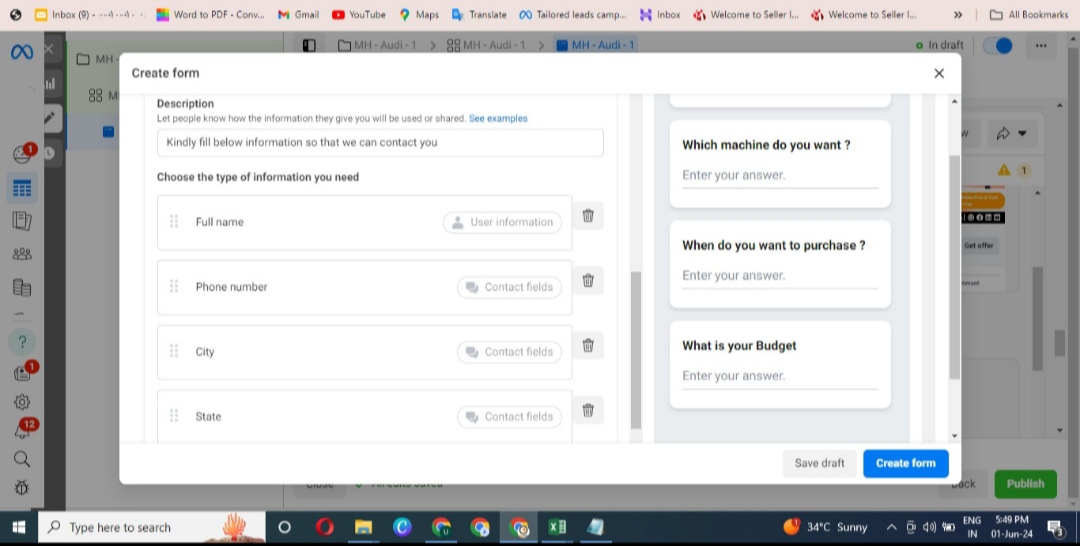 Inbox (9) -
Word to PDF - Conv...
Gmail
YouTube
Maps
Translate
Tailored leads camp...
Inbox
Welcome to Seller I...
Welcome to Seller I...
»
All Bookmarks
MH - Audi - 1 > MH - Audi - 1 > MH - Audi - 1
In draft
MH-
M
Create form
Description
Let people know how the information they give you will be used or shared. See examples
Kindly fill below information so that we can contact you
Choose the type of information you need
Full name
User information
Phone number
Contact fields
City
Contact fields
State
Contact fields
Which machine do you want ?
Enter your answer.
When do you want to purchase ?
Enter your answer.
What is your Budget
Enter your answer.
1
Get offer
1
?
1
12
Save draft
Create form
Publish
Type here to search
34°C Sunny
ENG
IN
5:49 PM
01-Jun-24
3